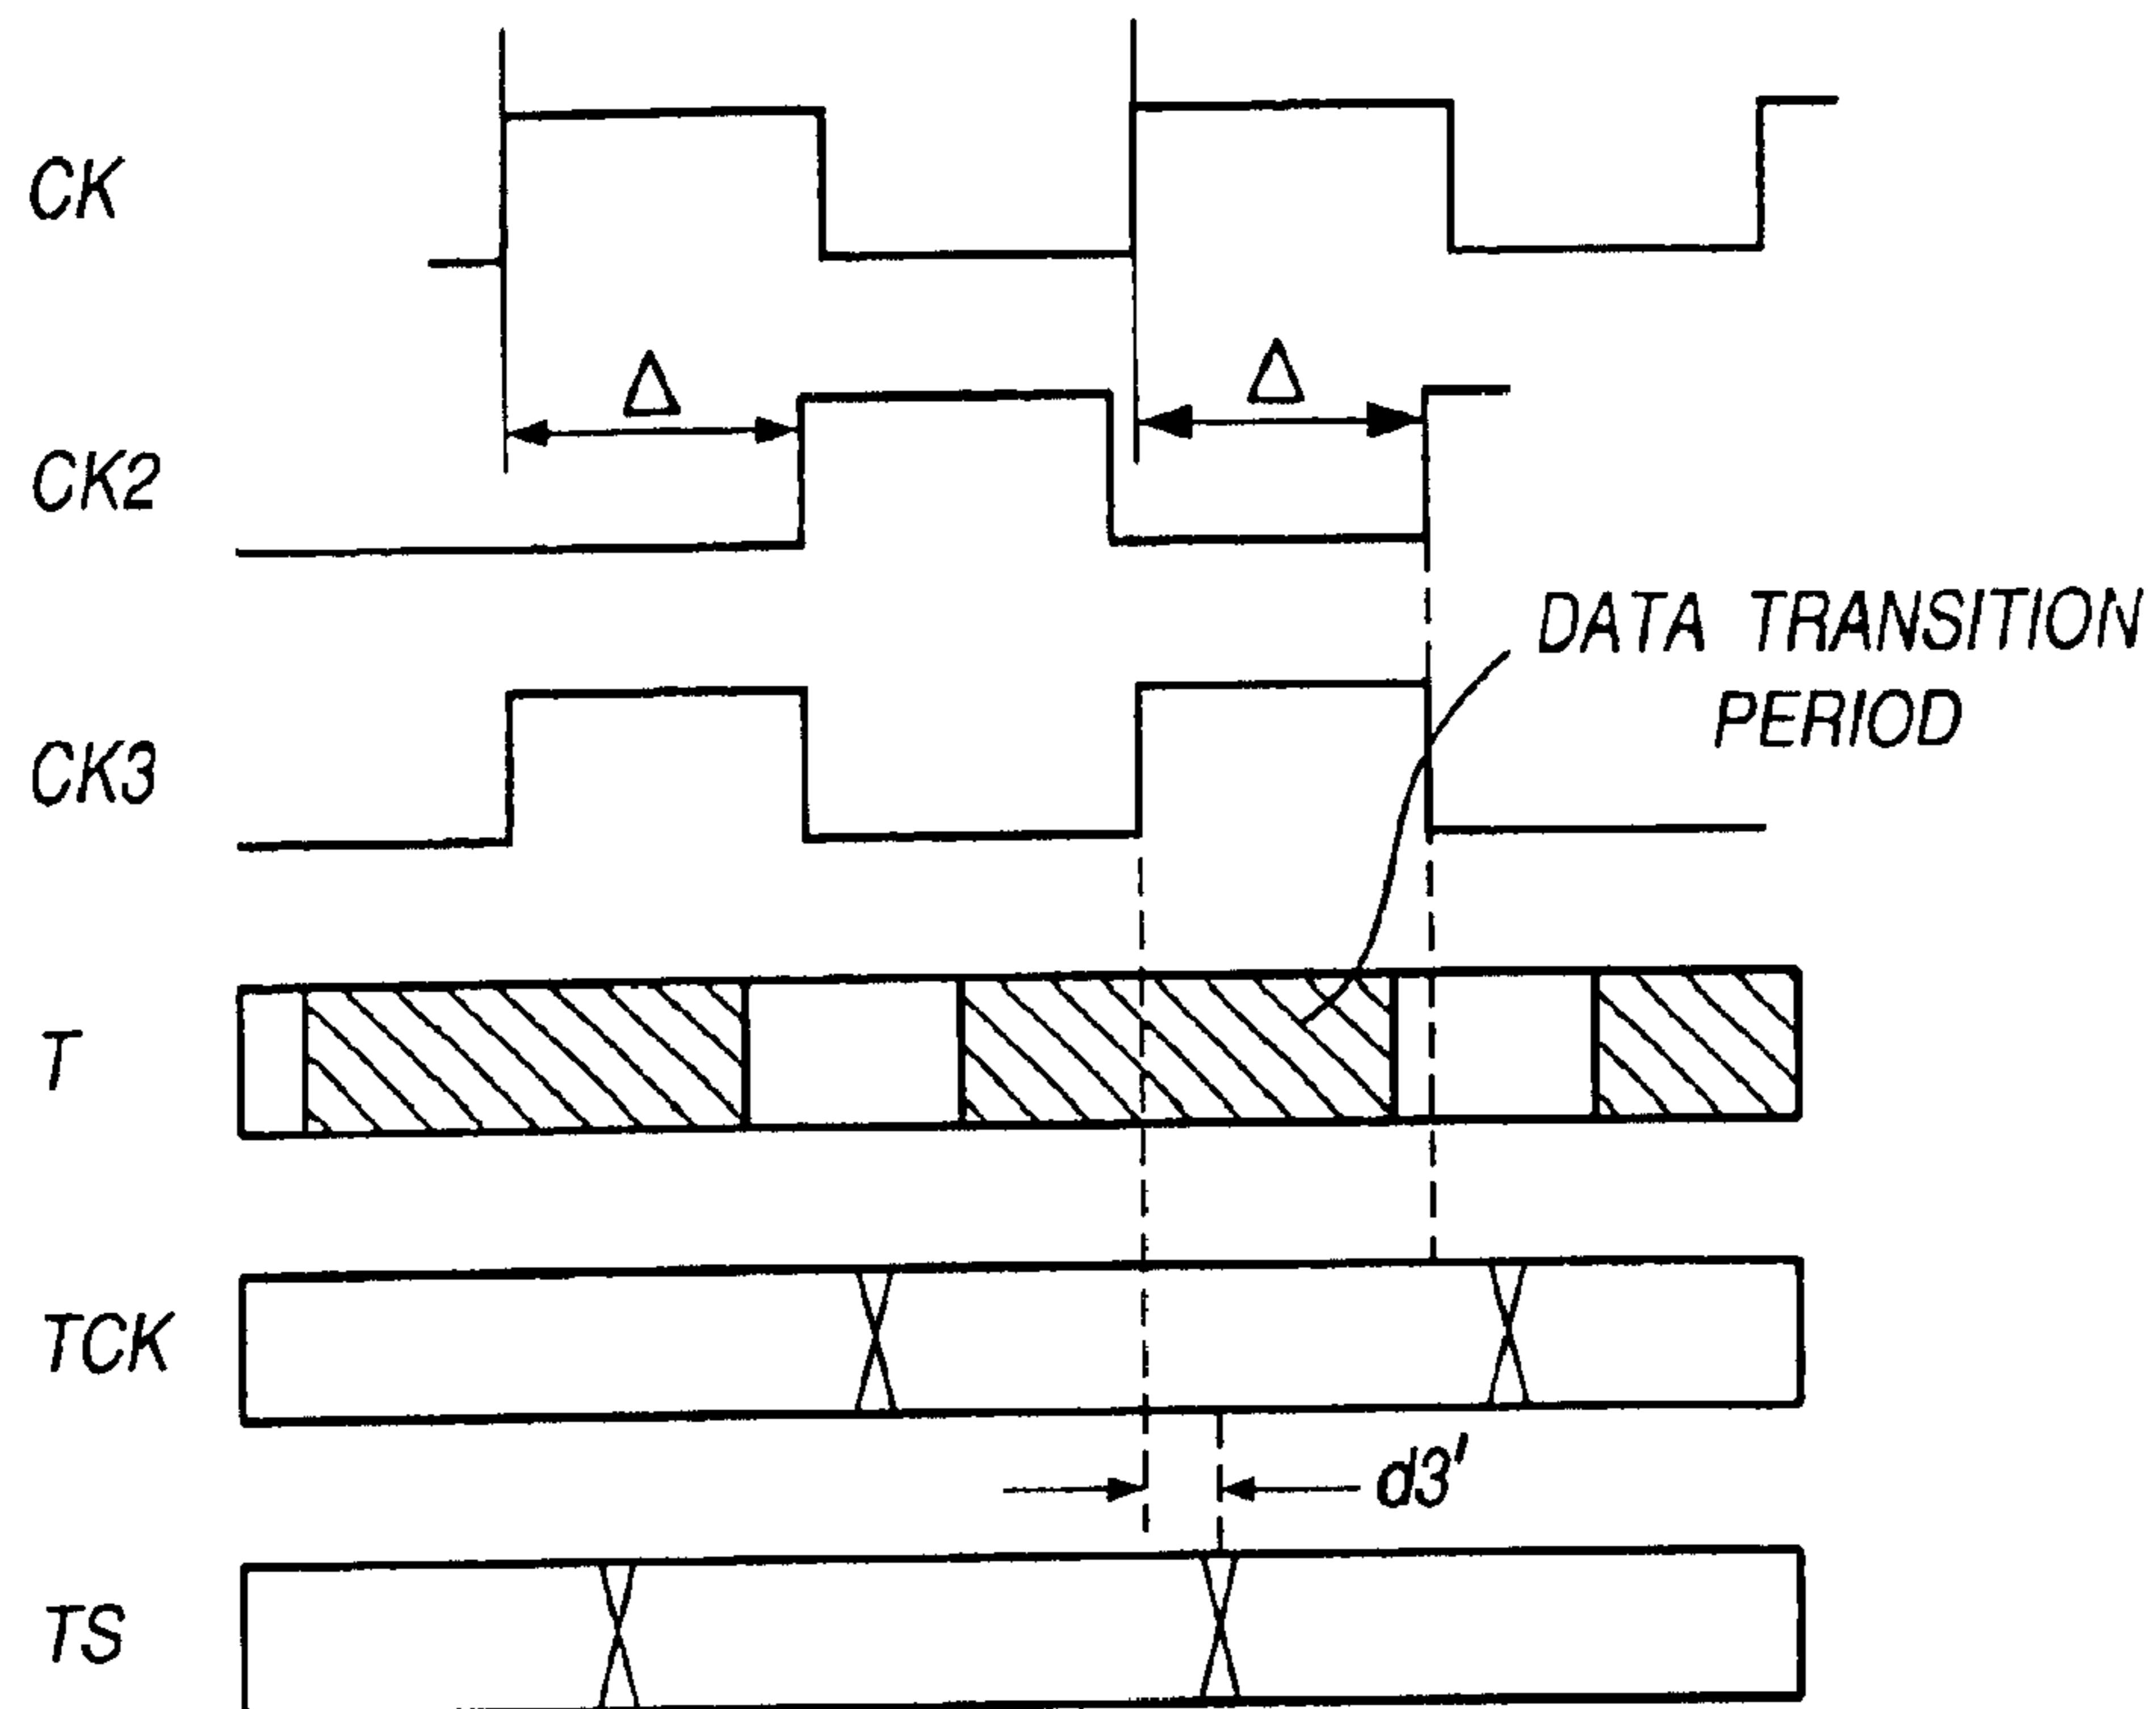 CK
Δ Δ
CK2
DATA TRANSITION
PERIOD
CK3
T
TCK
d3'
TS